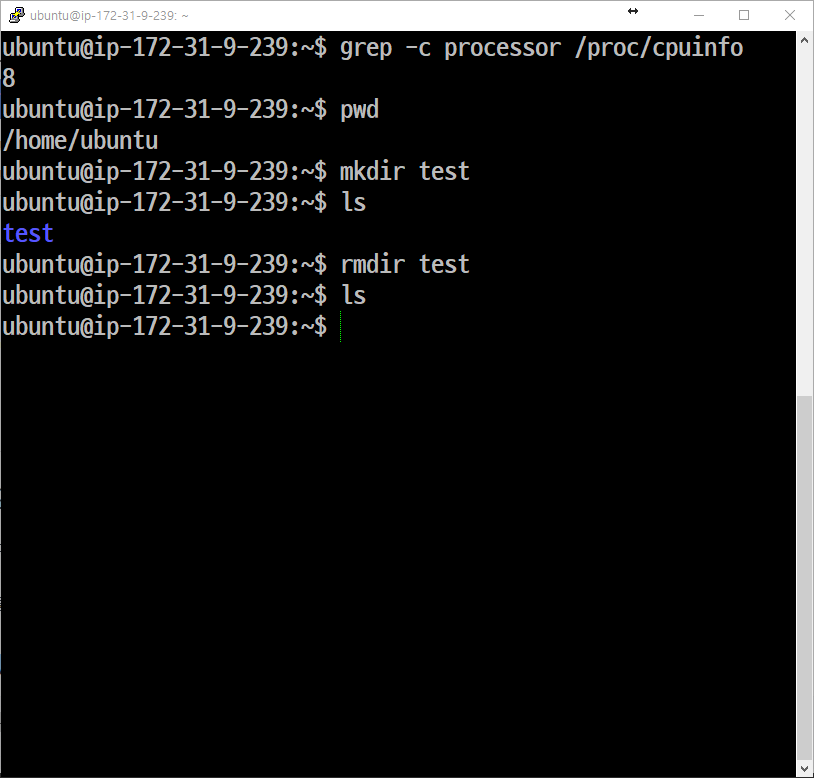 ubuntu@ip-172-31-9-239: ~
ubuntu@ip-172-31-9-239:~$ grep -c processor /proc/cpuinfo
8
ubuntu@ip-172-31-9-239:~$ pwd
/home/ubuntu
ubuntu@ip-172-31-9-239:~$ mkdir test
ubuntu@ip-172-31-9-239:~$ ls
test
ubuntu@ip-172-31-9-239:~$ rmdir test
ubuntu@ip-172-31-9-239:~$ ls
ubuntu@ip-172-31-9-239:~$